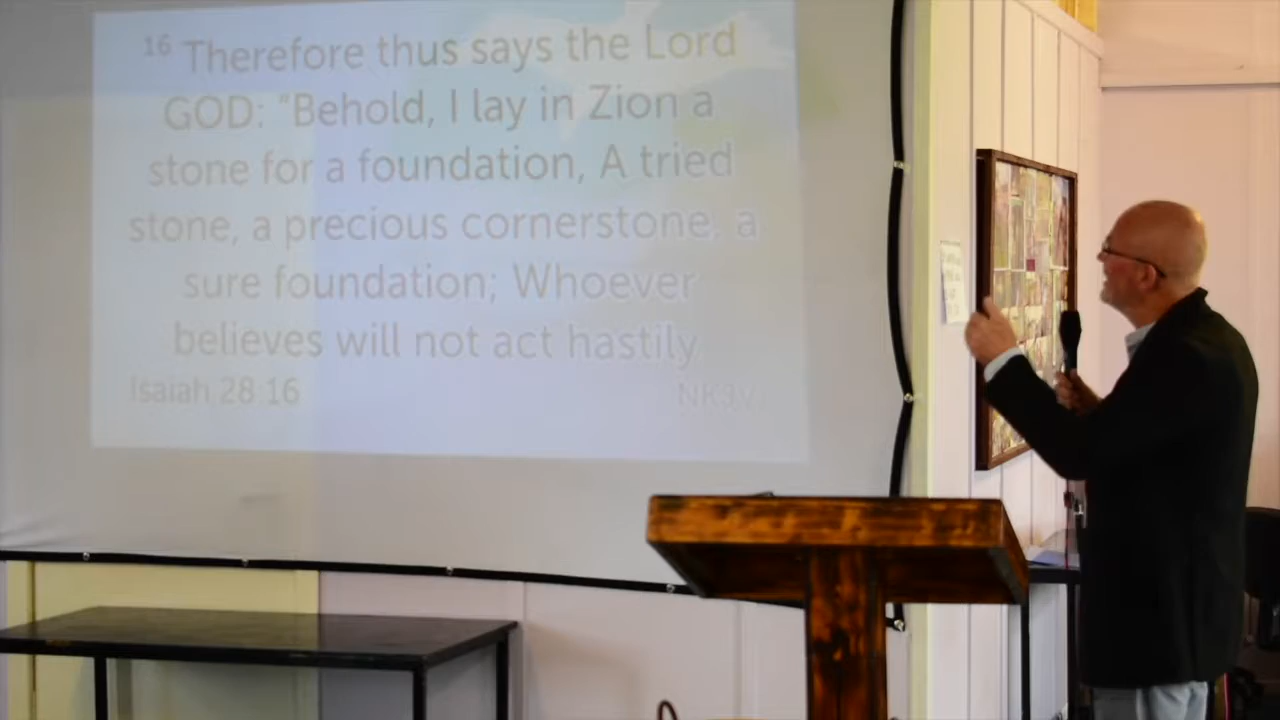 16 Therefore thus says the Lord
GOD: "Behold, I lay in Zion a
stone for a foundation, A tried
stone, a precious cornerstone, a
sure foundation; Whoever
believes will not act hastily.
Isaiah 28:16
NKJV